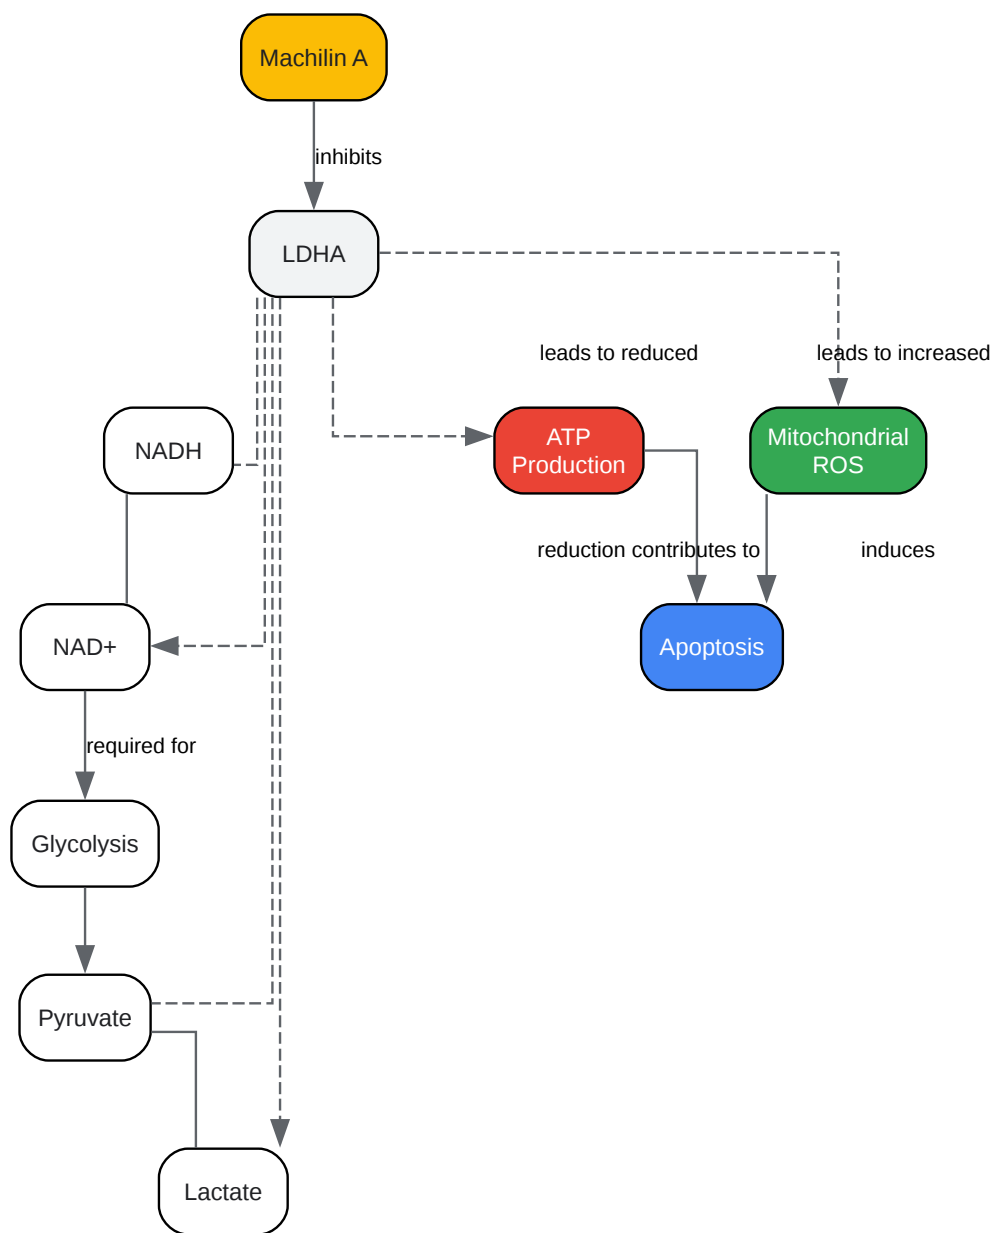 Machilin A
inhibits
LDHA
leads to reduced
leads to increased
NADH
ATP
Production
Mitochondrial
ROS
reduction contributes to
induces
NAD+
Apoptosis
required for
Glycolysis
Pyruvate
Lactate